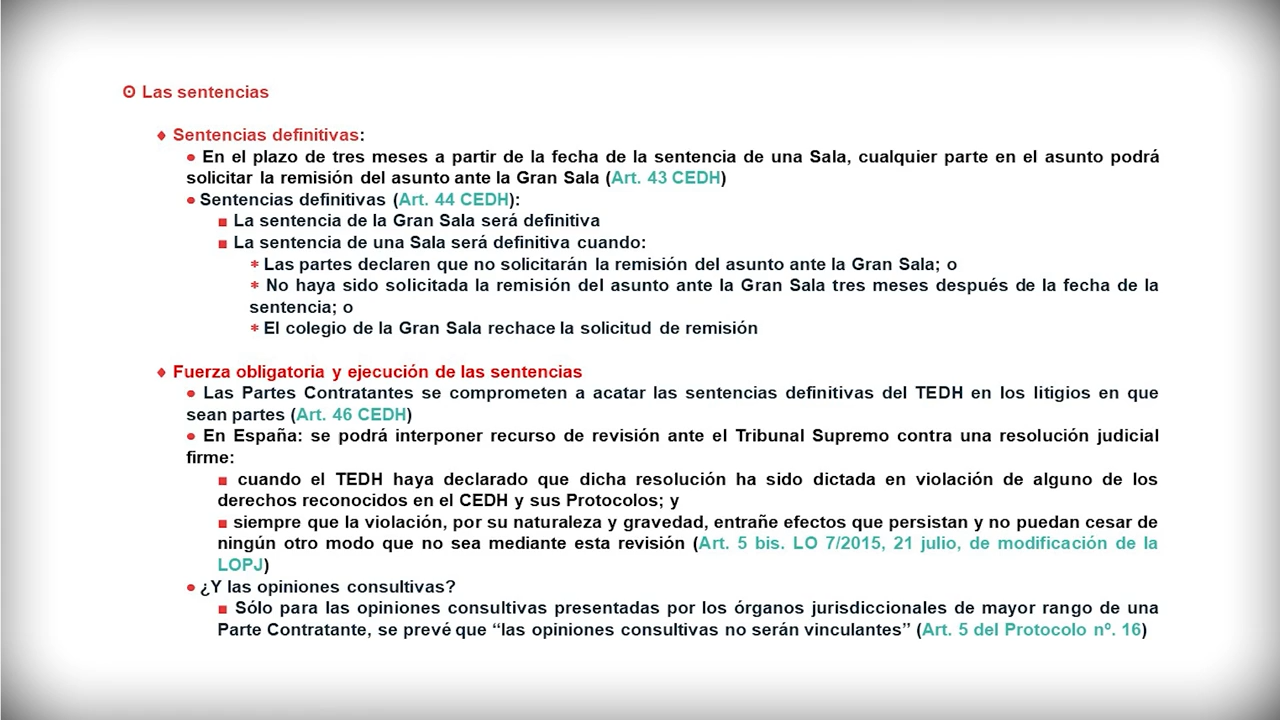 ⊙ Las sentencias
♦ Sentencias definitivas:
● En el plazo de tres meses a partir de la fecha de la sentencia de una Sala, cualquier parte en el asunto podrá
solicitar la remisión del asunto ante la Gran Sala (Art. 43 CEDH)
● Sentencias definitivas (Art. 44 CEDH):
■ La sentencia de la Gran Sala será definitiva
■ La sentencia de una Sala será definitiva cuando:
* Las partes declaren que no solicitarán la remisión del asunto ante la Gran Sala; o
* No haya sido solicitada la remisión del asunto ante la Gran Sala tres meses después de la fecha de la
sentencia; o
* El colegio de la Gran Sala rechace la solicitud de remisión
♦ Fuerza obligatoria y ejecución de las sentencias
● Las Partes Contratantes se comprometen a acatar las sentencias definitivas del TEDH en los litigios en que
sean partes (Art. 46 CEDH)
● En España: se podrá interponer recurso de revisión ante el Tribunal Supremo contra una resolución judicial
firme:
■ cuando el TEDH haya declarado que dicha resolución ha sido dictada en violación de alguno de los
derechos reconocidos en el CEDH y sus Protocolos; y
■ siempre que la violación, por su naturaleza y gravedad, entrañe efectos que persistan y no puedan cesar de
ningún otro modo que no sea mediante esta revisión (Art. 5 bis. LO 7/2015, 21 julio, de modificación de la
LOPJ)
● ¿Y las opiniones consultivas?
■ Sólo para las opiniones consultivas presentadas por los órganos jurisdiccionales de mayor rango de una
Parte Contratante, se prevé que “las opiniones consultivas no serán vinculantes” (Art. 5 del Protocolo nº. 16)